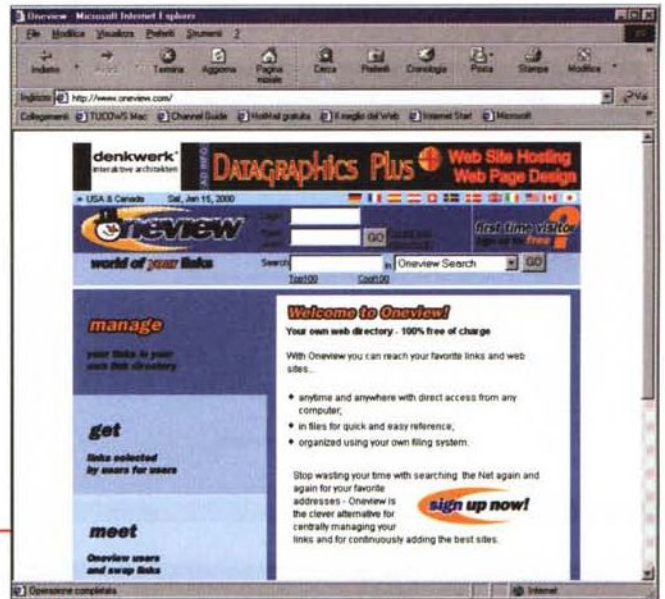 Oneview - Microsoft Internet Explorer
File Modifica Visualizza Preferiti Strumenti ?
Indietro Termina Aggiorna Pagina iniziale Cerca Preferiti Cronologia Posta Stampa Modifica
Indirizzo http://www.oneview.com/ Vai
Collegamenti TUCOWS Mac Channel Guide HotMail gratuita Il meglio del Web Internet Start Microsoft
denkwerk
interaktive architekten
AD INFO
DATAGRAPHICS PLUS
Web Site Hosting
Web Page Design
USA & Canada Sat, Jan 15, 2000
Oneview
world of your links
Login
GO
first time visitor
sign up for free
?
Search in Oneview Search GO
Top100 Cool100
manage
your links in your
own link directory
get
links selected
by users for users
meet
Oneview users
and swap links
Welcome to Oneview!
Your own web directory - 100% free of charge
With Oneview you can reach your favorite links and web
sites...
anytime and anywhere with direct access from any
computer;
in files for quick and easy reference;
organized using your own filing system.
Stop wasting your time with searching the Net again and
again for your favorite
addresses - Oneview is
the clever alternative for
centrally managing your
links and for continuously adding the best sites.
sign up now!
Operazione completata Internet